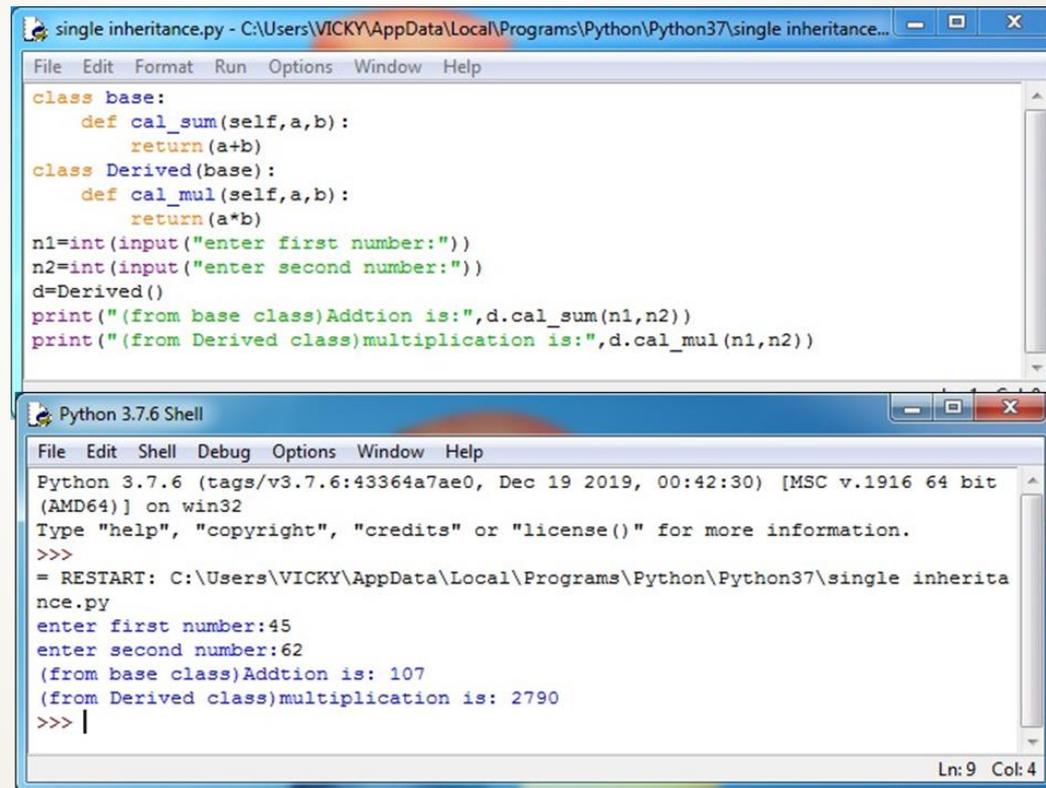 single inheritance.py - C:\Users\VICKY\AppData\Local\Programs\Python\Python37\single inheritance...
File Edit Format Run Options Window Help
class base:
    def cal_sum(self,a,b):
        return(a+b)
class Derived(base):
    def cal_mul(self,a,b):
        return(a*b)
n1=int(input("enter first number:"))
n2=int(input("enter second number:"))
d=Derived()
print("(from base class)Addtion is:",d.cal_sum(n1,n2))
print("(from Derived class)multiplication is:",d.cal_mul(n1,n2))
Python 3.7.6 Shell
File Edit Shell Debug Options Window Help
Python 3.7.6 (tags/v3.7.6:43364a7ae0, Dec 19 2019, 00:42:30) [MSC v.1916 64 bit
(AMD64)] on win32
Type "help", "copyright", "credits" or "license()" for more information.
>>>
= RESTART: C:\Users\VICKY\AppData\Local\Programs\Python\Python37\single inherita
nce.py
enter first number:45
enter second number:62
(from base class)Addtion is: 107
(from Derived class)multiplication is: 2790
>>>
Ln: 9 Col: 4